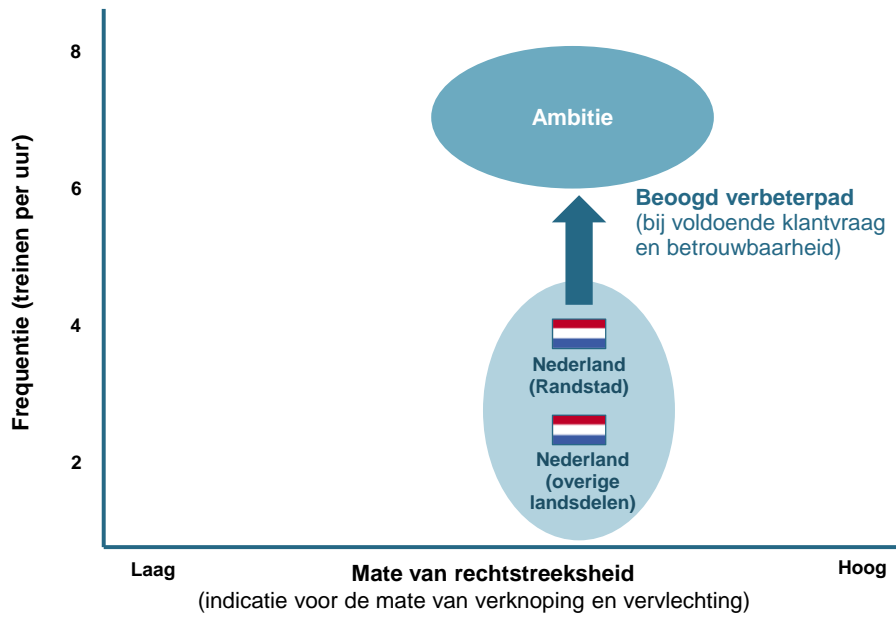 8
Ambitie
6
Beoogd verbeterpad
(bij voldoende klantvraag
en betrouwbaarheid)
4
Nederland
(Randstad)
Nederland
(overige
landsdelen)
2
Frequentie (treinen per uur)
Laag
Mate van rechtstreeksheid
Hoog
(indicatie voor de mate van verknoping en vervlechting)